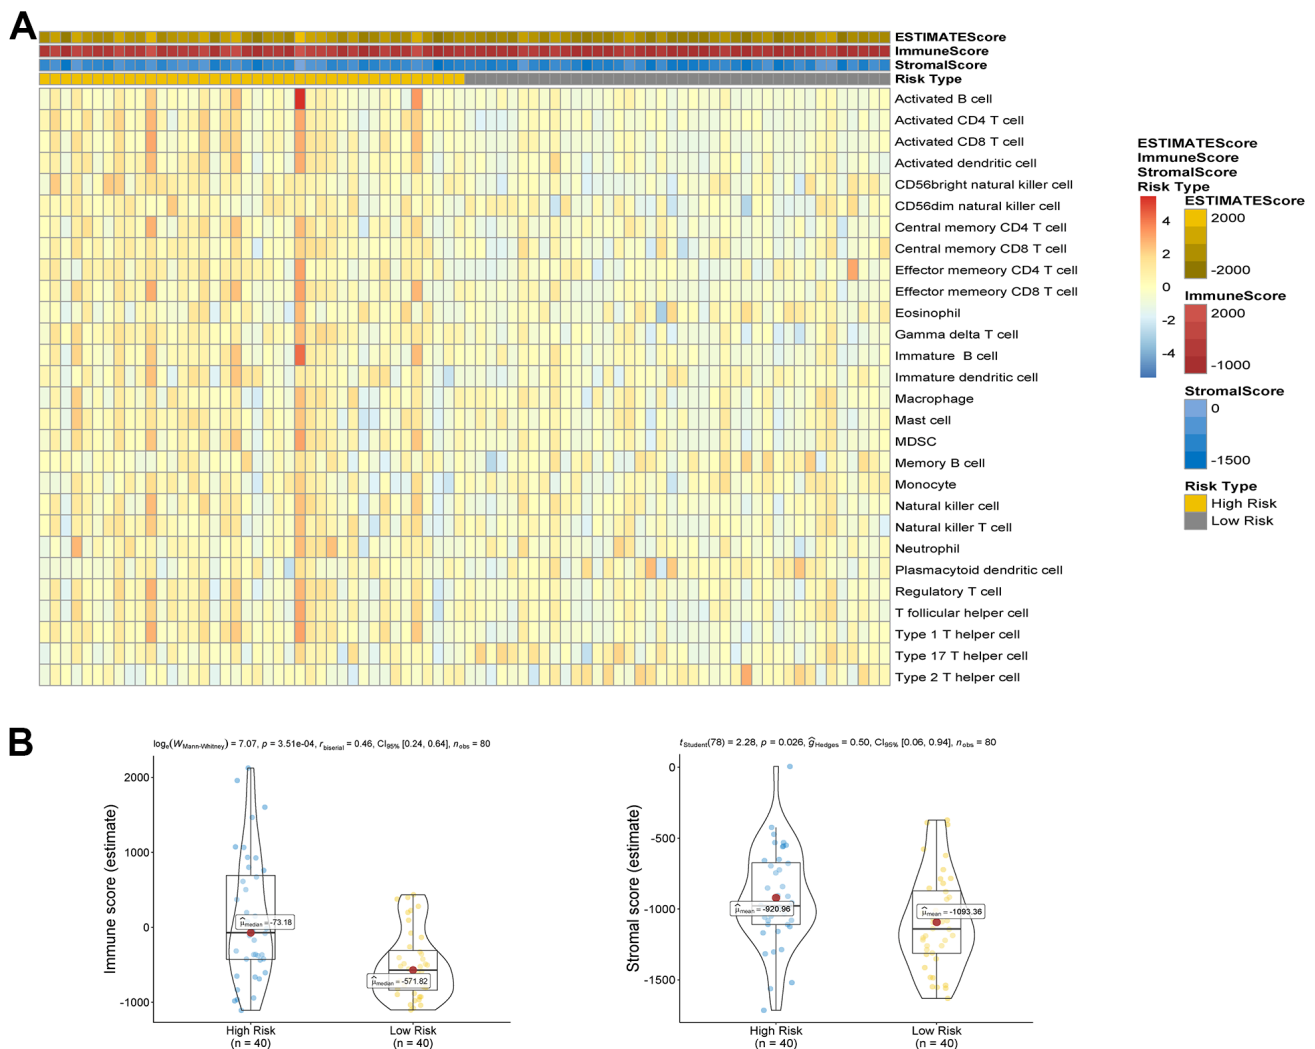 A
ESTIMATEScore
ImmuneScore
StromalScore
Risk Type
Activated B cell
Activated CD4 T cell
Activated CD8 T cell
Activated dendritic cell
CD56bright natural killer cell
CD56dim natural killer cell
Central memory CD4 T cell
Central memory CD8 T cell
Effector memeory CD4 T cell
Effector memeory CD8 T cell
Eosinophil
Gamma delta T cell
Immature  B cell
Immature dendritic cell
Macrophage
Mast cell
MDSC
Memory B cell
Monocyte
Natural killer cell
Natural killer T cell
Neutrophil
Plasmacytoid dendritic cell
Regulatory T cell
T follicular helper cell
Type 1 T helper cell
Type 17 T helper cell
Type 2 T helper cell
ESTIMATEScore
ImmuneScore
StromalScore
Risk Type
4
2
0
-2
-4
ESTIMATEScore
2000
-2000
ImmuneScore
2000
-1000
StromalScore
0
-1500
Risk Type
High Risk
Low Risk
B
logₑ(W Mann-Whitney) = 7.07, p = 3.51e-04, r biserial = 0.46, CI95% [0.24, 0.64], n obs = 80
Immune score (estimate)
2000
1000
0
-1000
μ̂ median = -73.18
μ̂ median = -571.82
High Risk
(n = 40)
Low Risk
(n = 40)
t Student(78) = 2.28, p = 0.026, ĝ Hedges = 0.50, CI95% [0.06, 0.94], n obs = 80
Stromal score (estimate)
0
-500
-1000
-1500
μ̂ mean = -920.96
μ̂ mean = -1093.36
High Risk
(n = 40)
Low Risk
(n = 40)